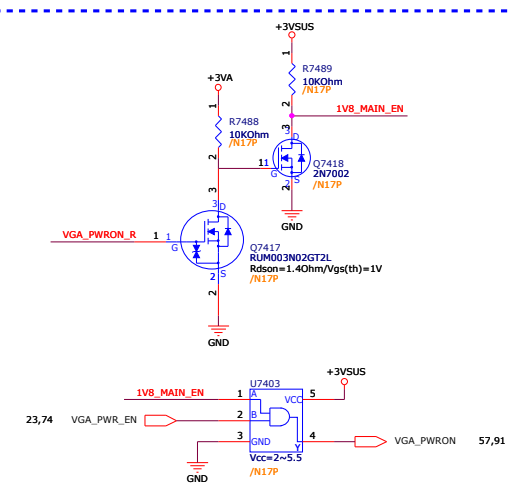 +3VSUS
1
R7489
10KOhm
/N17P
2
1V8_MAIN_EN
+3VA
1
R7488
10KOhm
/N17P
2
3
3
D
1
1
G
Q7418
2N7002
/N17P
2
S
2
GND
3
3
D
VGA_PWRON_R
1
1
G
Q7417
RUM003N02GT2L
Rdson=1.4Ohm/Vgs(th)=1V
/N17P
2
S
2
GND
+3VSUS
U7403
1V8_MAIN_EN
1
A
VCC
5
23,74
VGA_PWR_EN
2
B
3
GND
Y
4
VGA_PWRON
57,91
Vcc=2~5.5
/N17P
GND